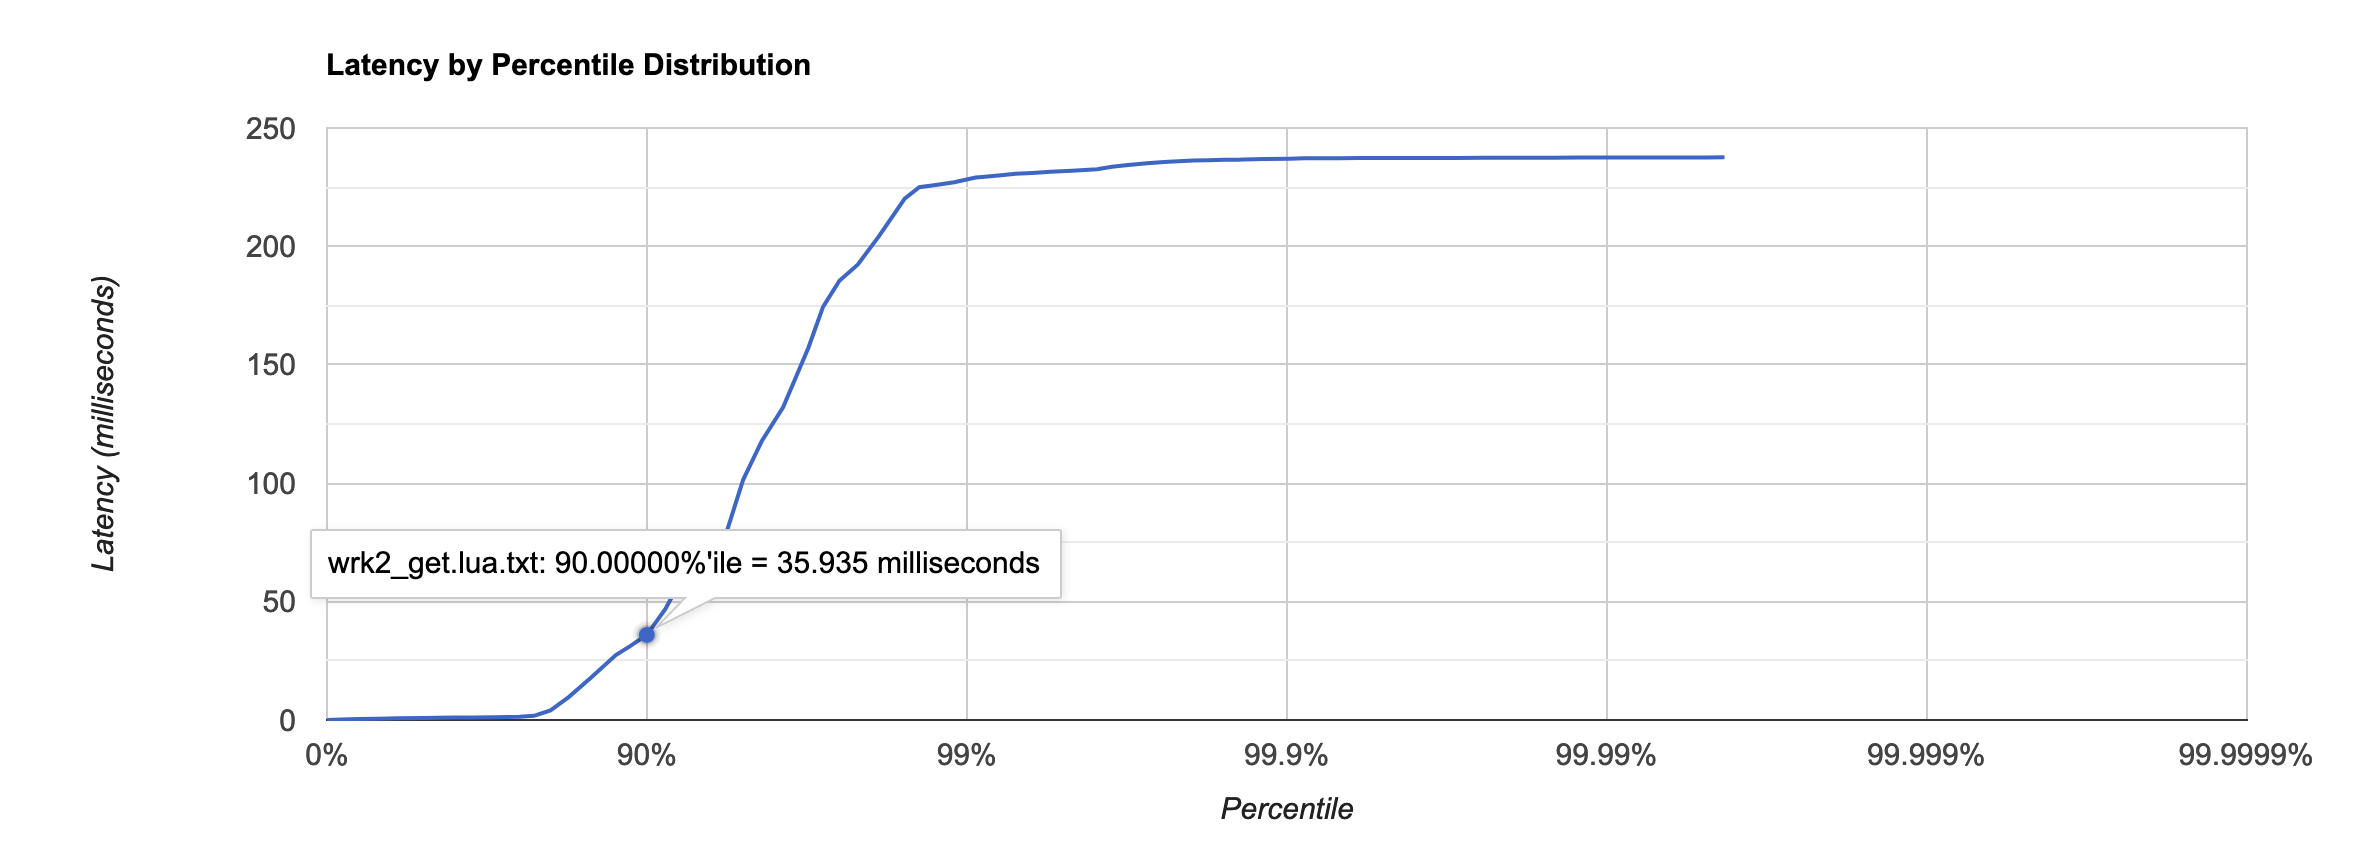 Latency by Percentile Distribution
250
200
150
100
50
0
Latency (milliseconds)
wrk2_get.lua.txt: 90.00000%'ile = 35.935 milliseconds
0% 90% 99% 99.9% 99.99% 99.999% 99.9999%
Percentile